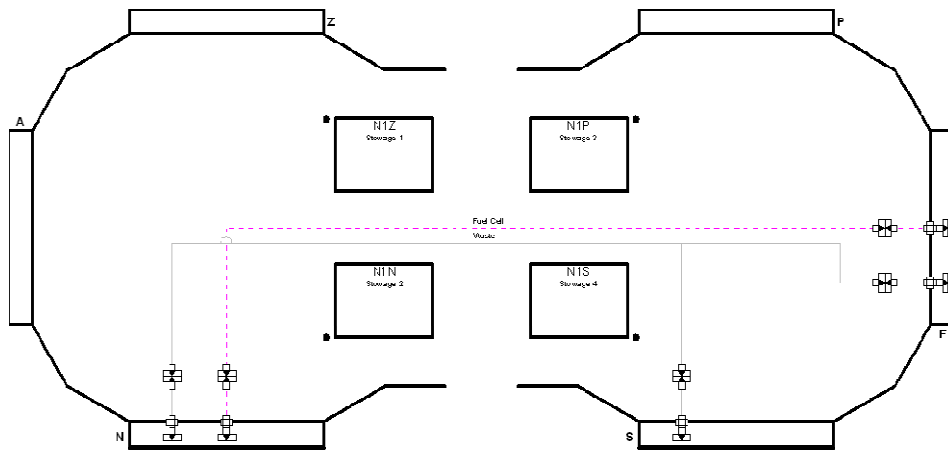 Z
P
A
N1Z
Stowage 1
N1P
Stowage 2
Fuel Cell
Waste
N1N
Stowage 3
N1S
Stowage 4
F
N
S